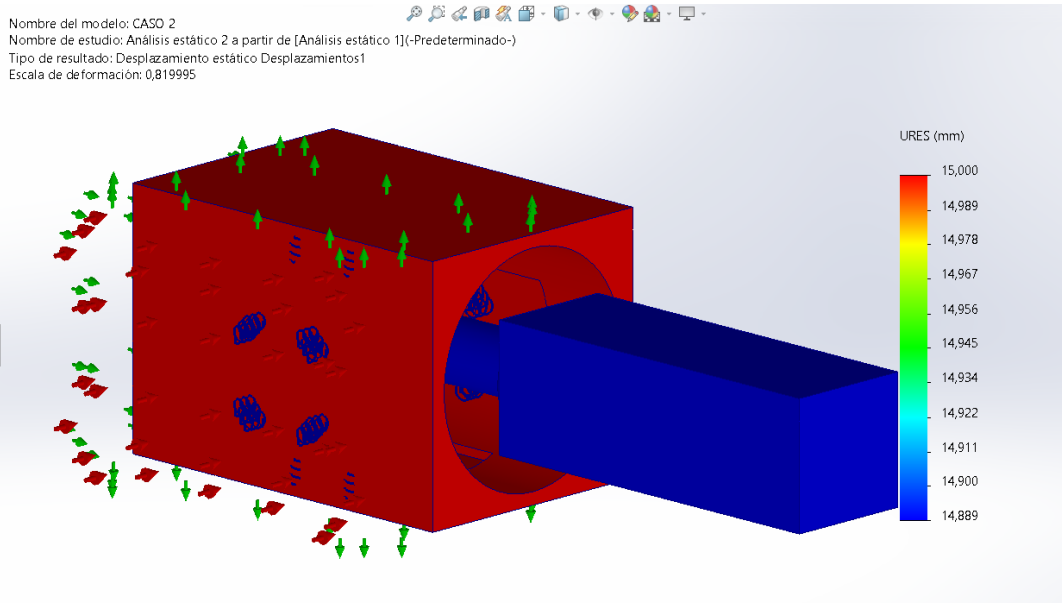 Nombre del modelo: CASO 2
Nombre de estudio: Análisis estático 2 a partir de [Análisis estático 1](-Predeterminado-)
Tipo de resultado: Desplazamiento estático Desplazamientos1
Escala de deformación: 0,819995
URES (mm)
15,000
14,989
14,978
14,967
14,956
14,945
14,934
14,922
14,911
14,900
14,889